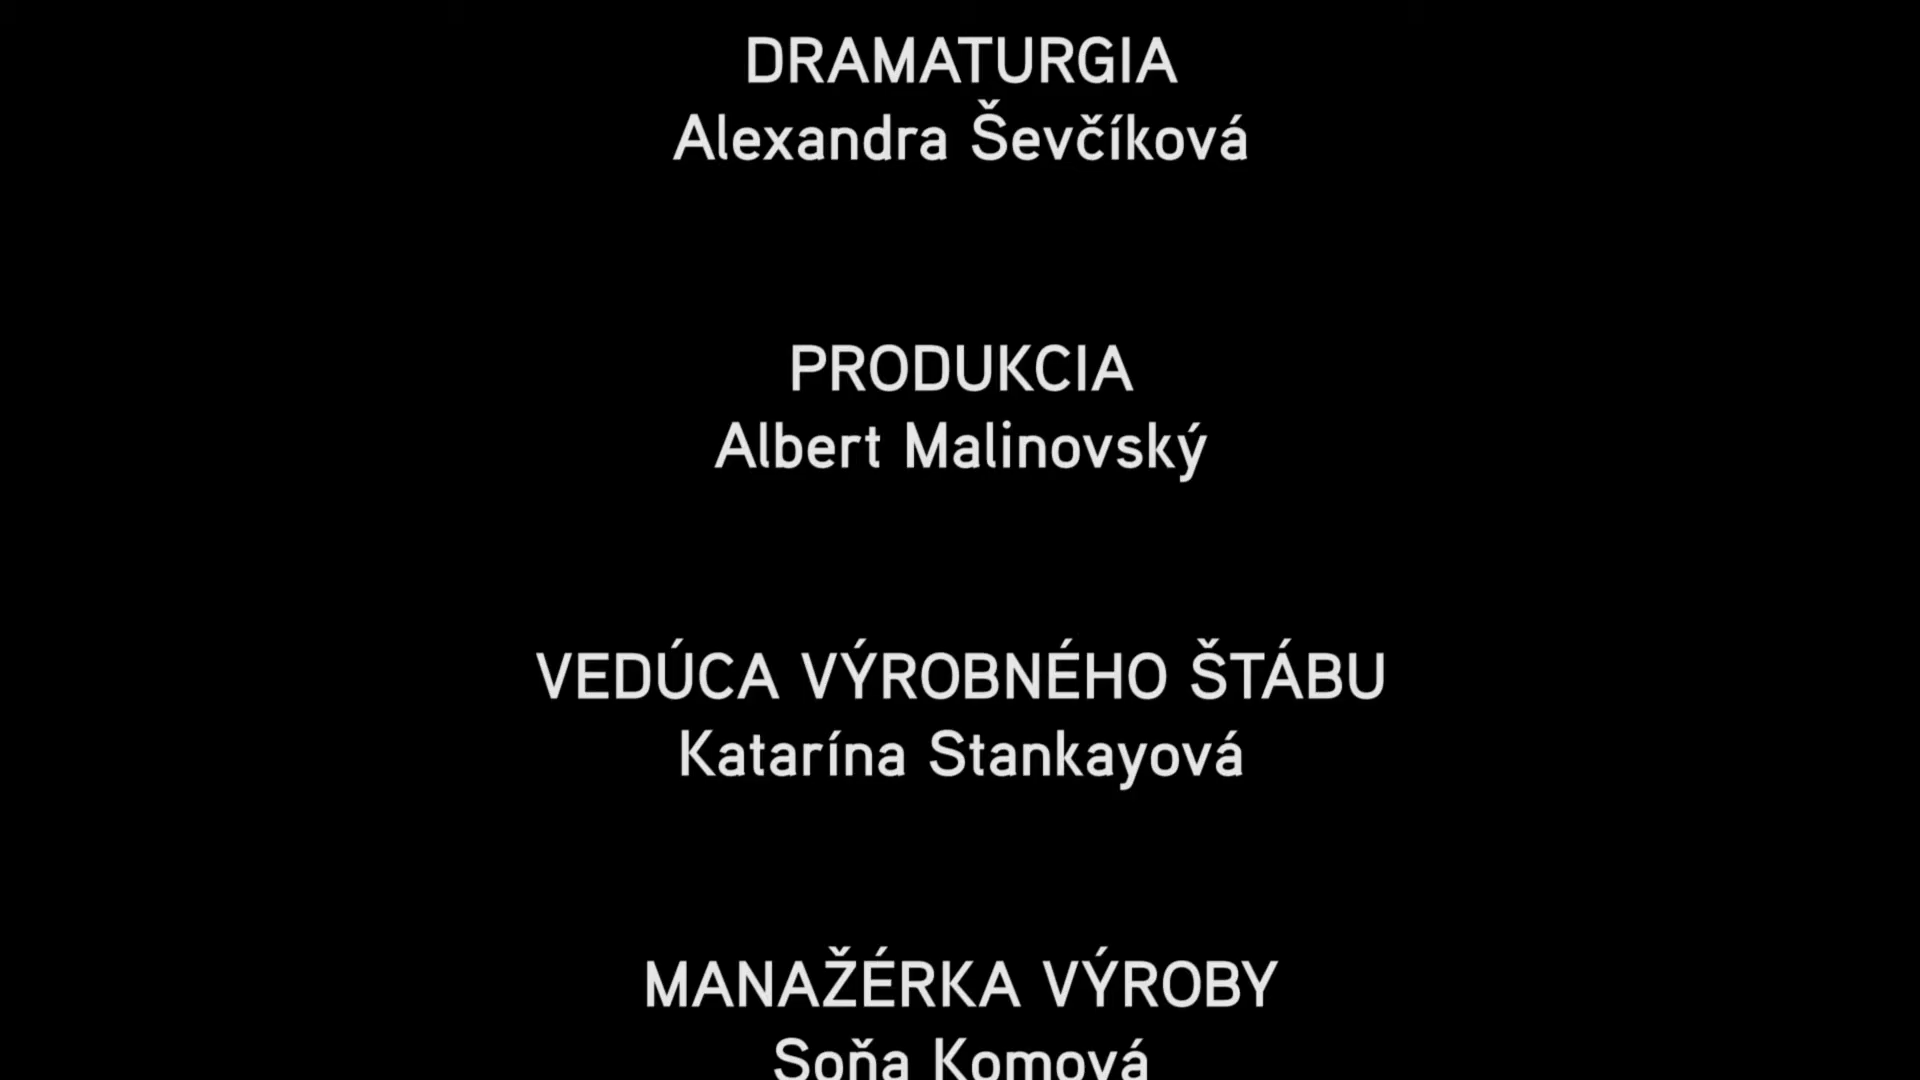 DRAMATURGIA
Alexandra Ševčíková
PRODUKCIA
Albert Malinovský
VEDÚCA VÝROBNÉHO ŠTÁBU
Katarína Stankayová
MANAŽÉRKA VÝROBY
Soňa Komová